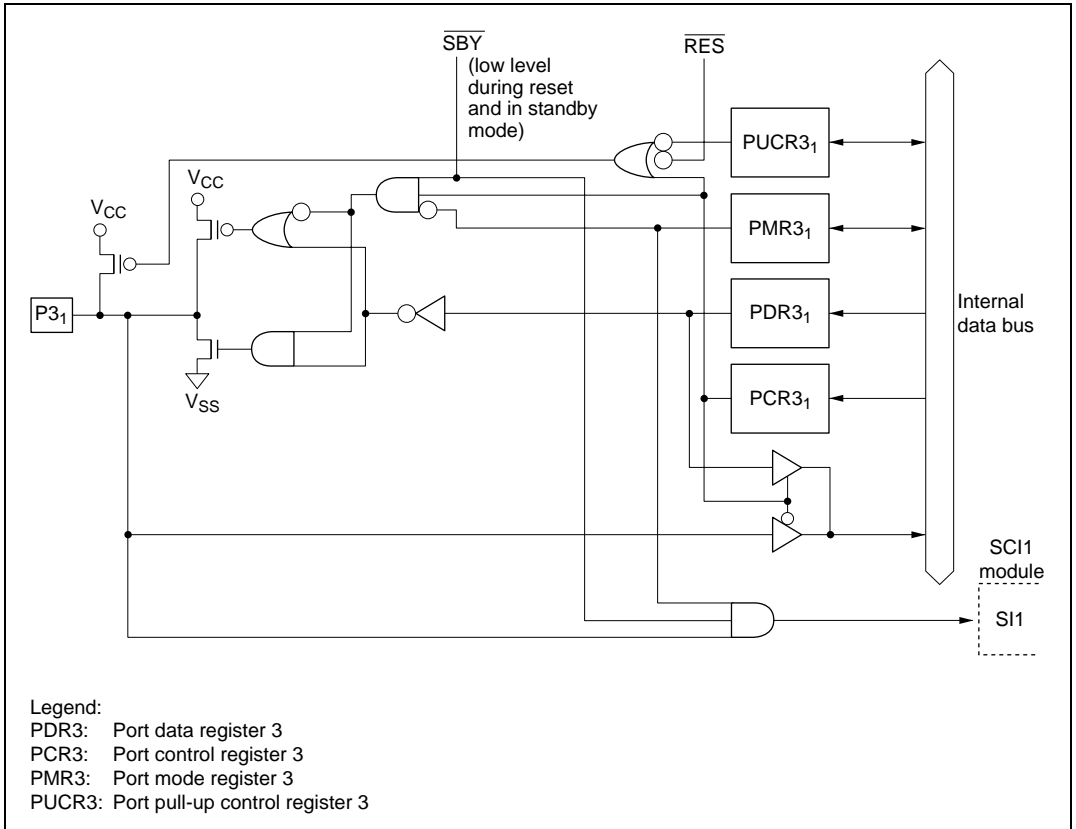 SBY
(low level
during reset
and in standby
mode)
RES
PUCR3₁
VCC
VCC
PMR3₁
P3₁
PDR3₁
Internal
data bus
PCR3₁
VSS
SCI1
module
SI1
Legend:
PDR3: Port data register 3
PCR3: Port control register 3
PMR3: Port mode register 3
PUCR3: Port pull-up control register 3